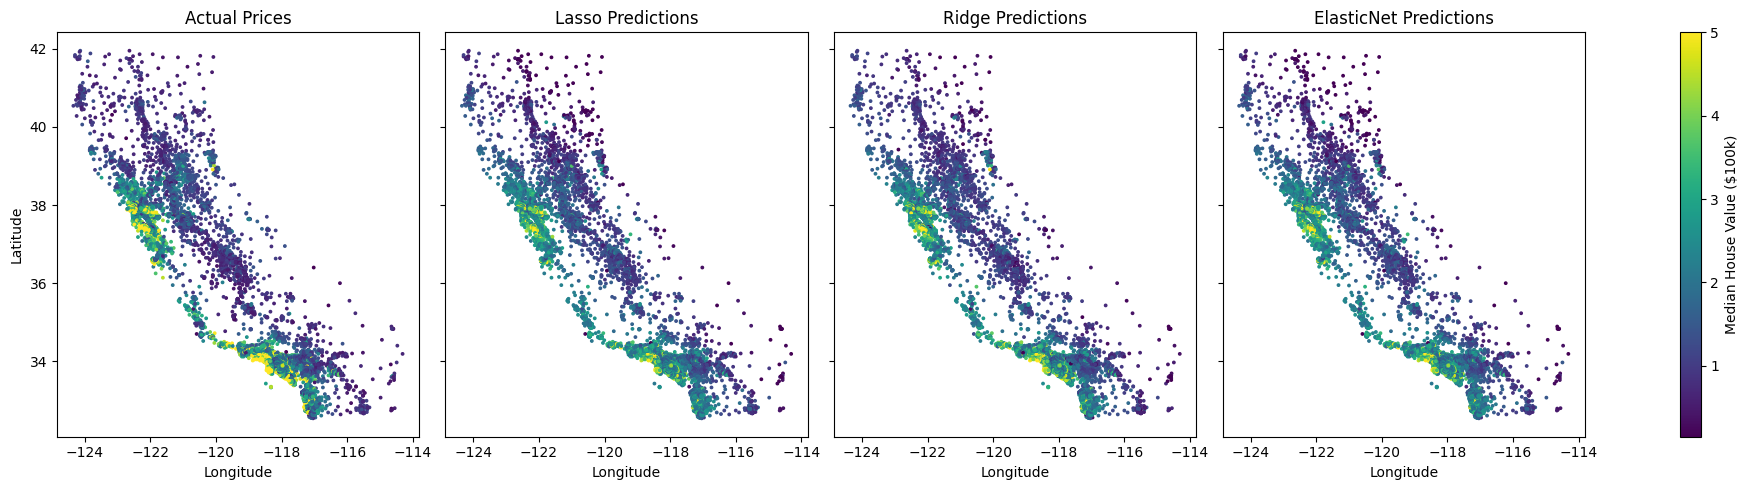 Actual Prices
Lasso Predictions
Ridge Predictions
ElasticNet Predictions
42
40
38
36
34
Latitude
−124 −122 −120 −118 −116 −114
−124 −122 −120 −118 −116 −114
−124 −122 −120 −118 −116 −114
−124 −122 −120 −118 −116 −114
Longitude
Longitude
Longitude
Longitude
5
4
3
2
1
Median House Value ($100k)